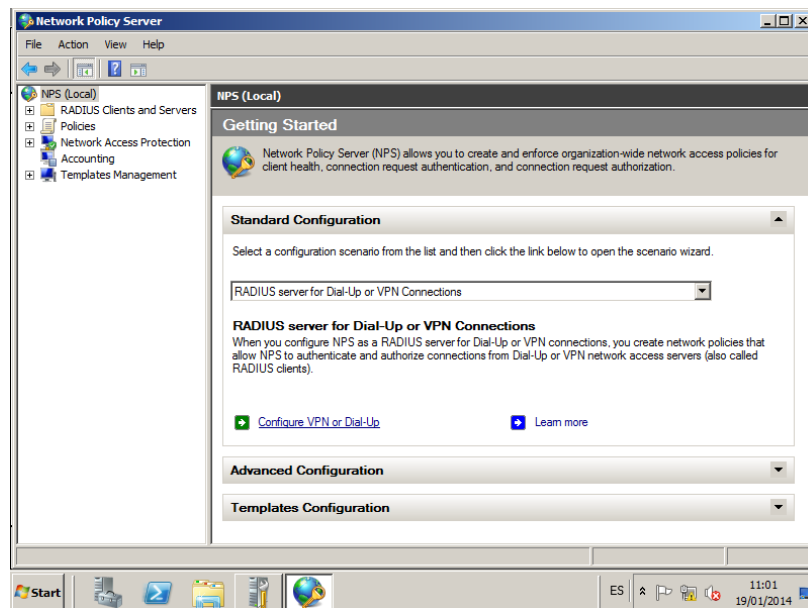 Network Policy Server
File Action View Help
NPS (Local)
RADIUS Clients and Servers
Policies
Network Access Protection
Accounting
Templates Management
NPS (Local)
Getting Started
Network Policy Server (NPS) allows you to create and enforce organization-wide network access policies for
client health, connection request authentication, and connection request authorization.
Standard Configuration
Select a configuration scenario from the list and then click the link below to open the scenario wizard.
RADIUS server for Dial-Up or VPN Connections
RADIUS server for Dial-Up or VPN Connections
When you configure NPS as a RADIUS server for Dial-Up or VPN connections, you create network policies that
allow NPS to authenticate and authorize connections from Dial-Up or VPN network access servers (also called
RADIUS clients).
Configure VPN or Dial-Up Learn more
Advanced Configuration
Templates Configuration
Start ES 11:01
19/01/2014